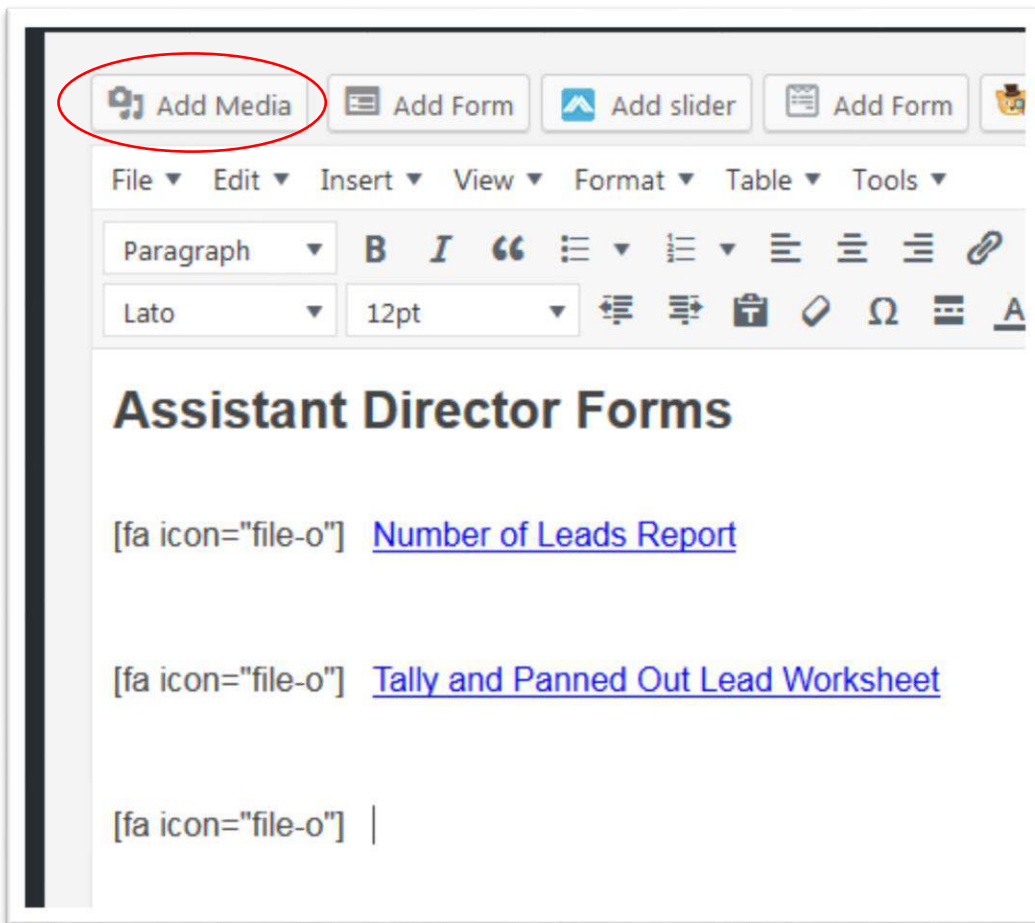 Add Media Add Form Add slider Add Form
File Edit Insert View Format Table Tools
Paragraph B I
Lato 12pt Ω A
Assistant Director Forms
[fa icon="file-o"] Number of Leads Report
[fa icon="file-o"] Tally and Panned Out Lead Worksheet
[fa icon="file-o"]